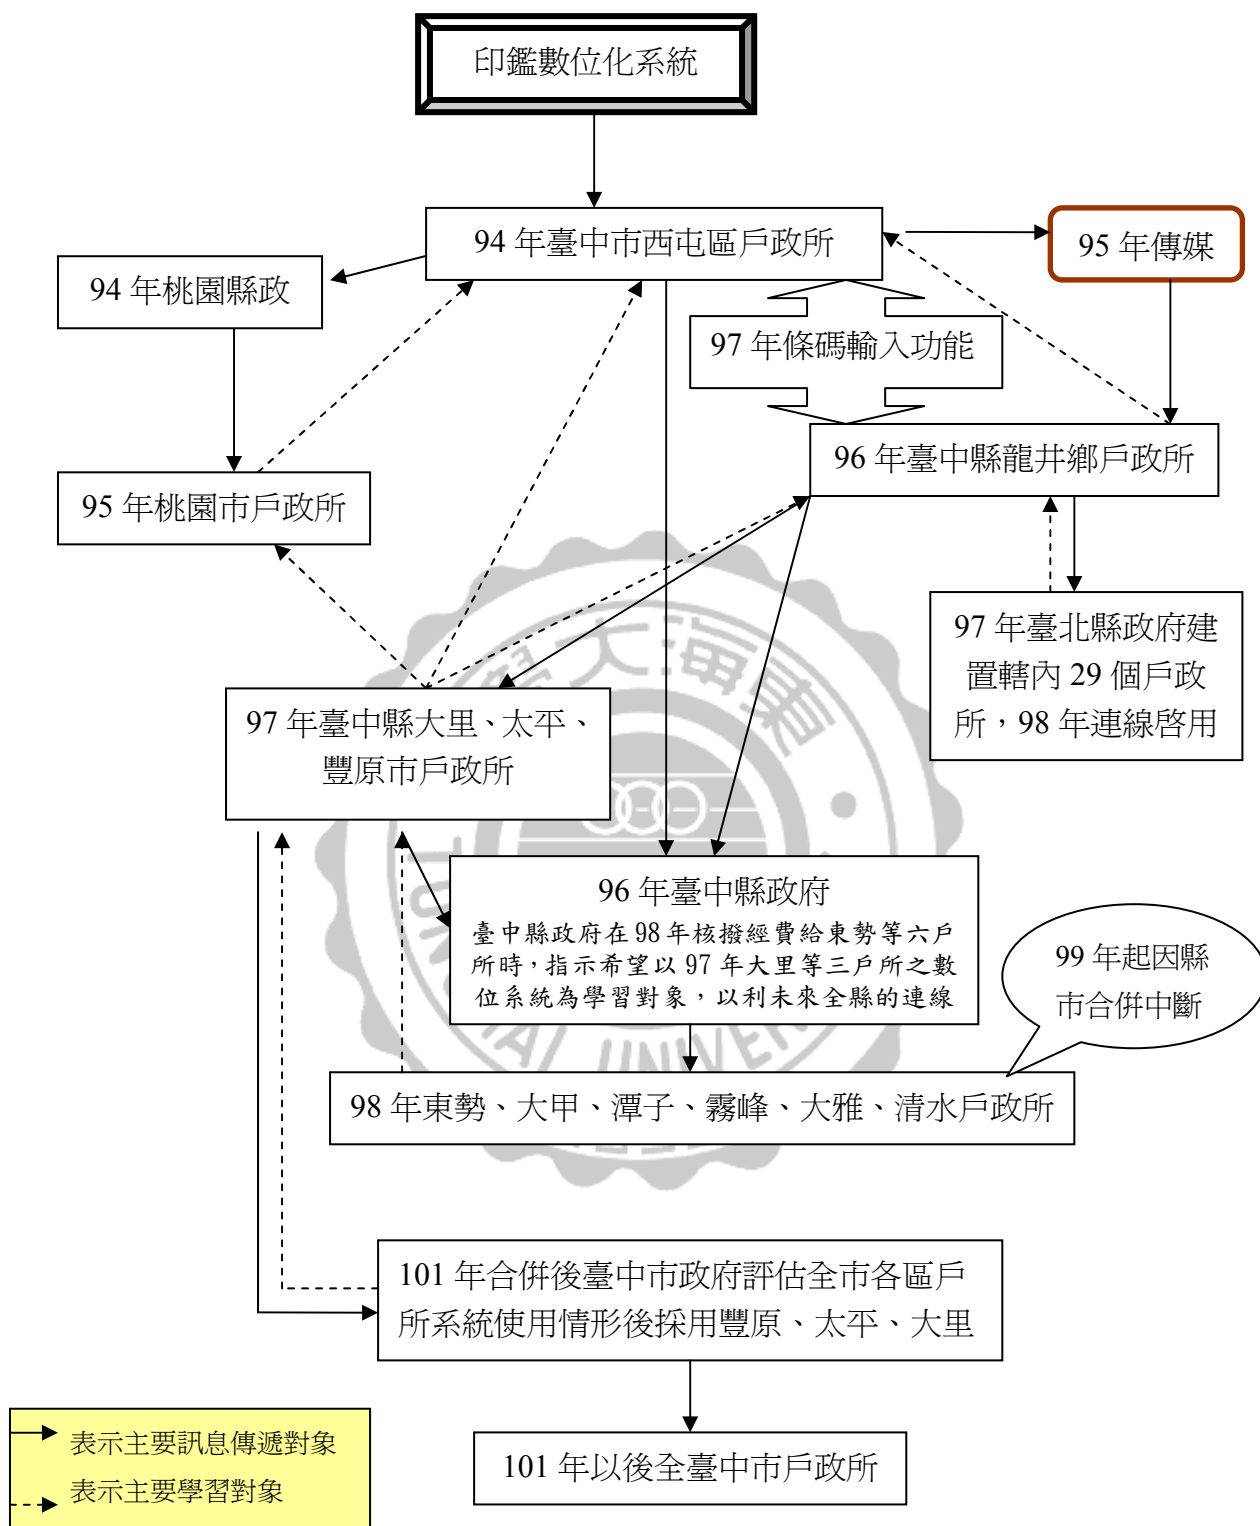 印鑑數位化系統
94 年臺中市西屯區戶政所
95 年傳媒
94 年桃園縣政
97 年條碼輸入功能
96 年臺中縣龍井鄉戶政所
95 年桃園市戶政所
97 年臺北縣政府建
置轄內 29 個戶政
所，98 年連線啓用
97 年臺中縣大里、太平、
豐原市戶政所
96 年臺中縣政府
臺中縣政府在 98 年核撥經費給東勢等六戶
所時，指示希望以 97 年大里等三戶所之數
位系統為學習對象，以利未來全縣的連線
99 年起因縣
市合併中斷
98 年東勢、大甲、潭子、霧峰、大雅、清水戶政所
101 年合併後臺中市政府評估全市各區戶
所系統使用情形後採用豐原、太平、大里
101 年以後全臺中市戶政所
表示主要訊息傳遞對象
表示主要學習對象